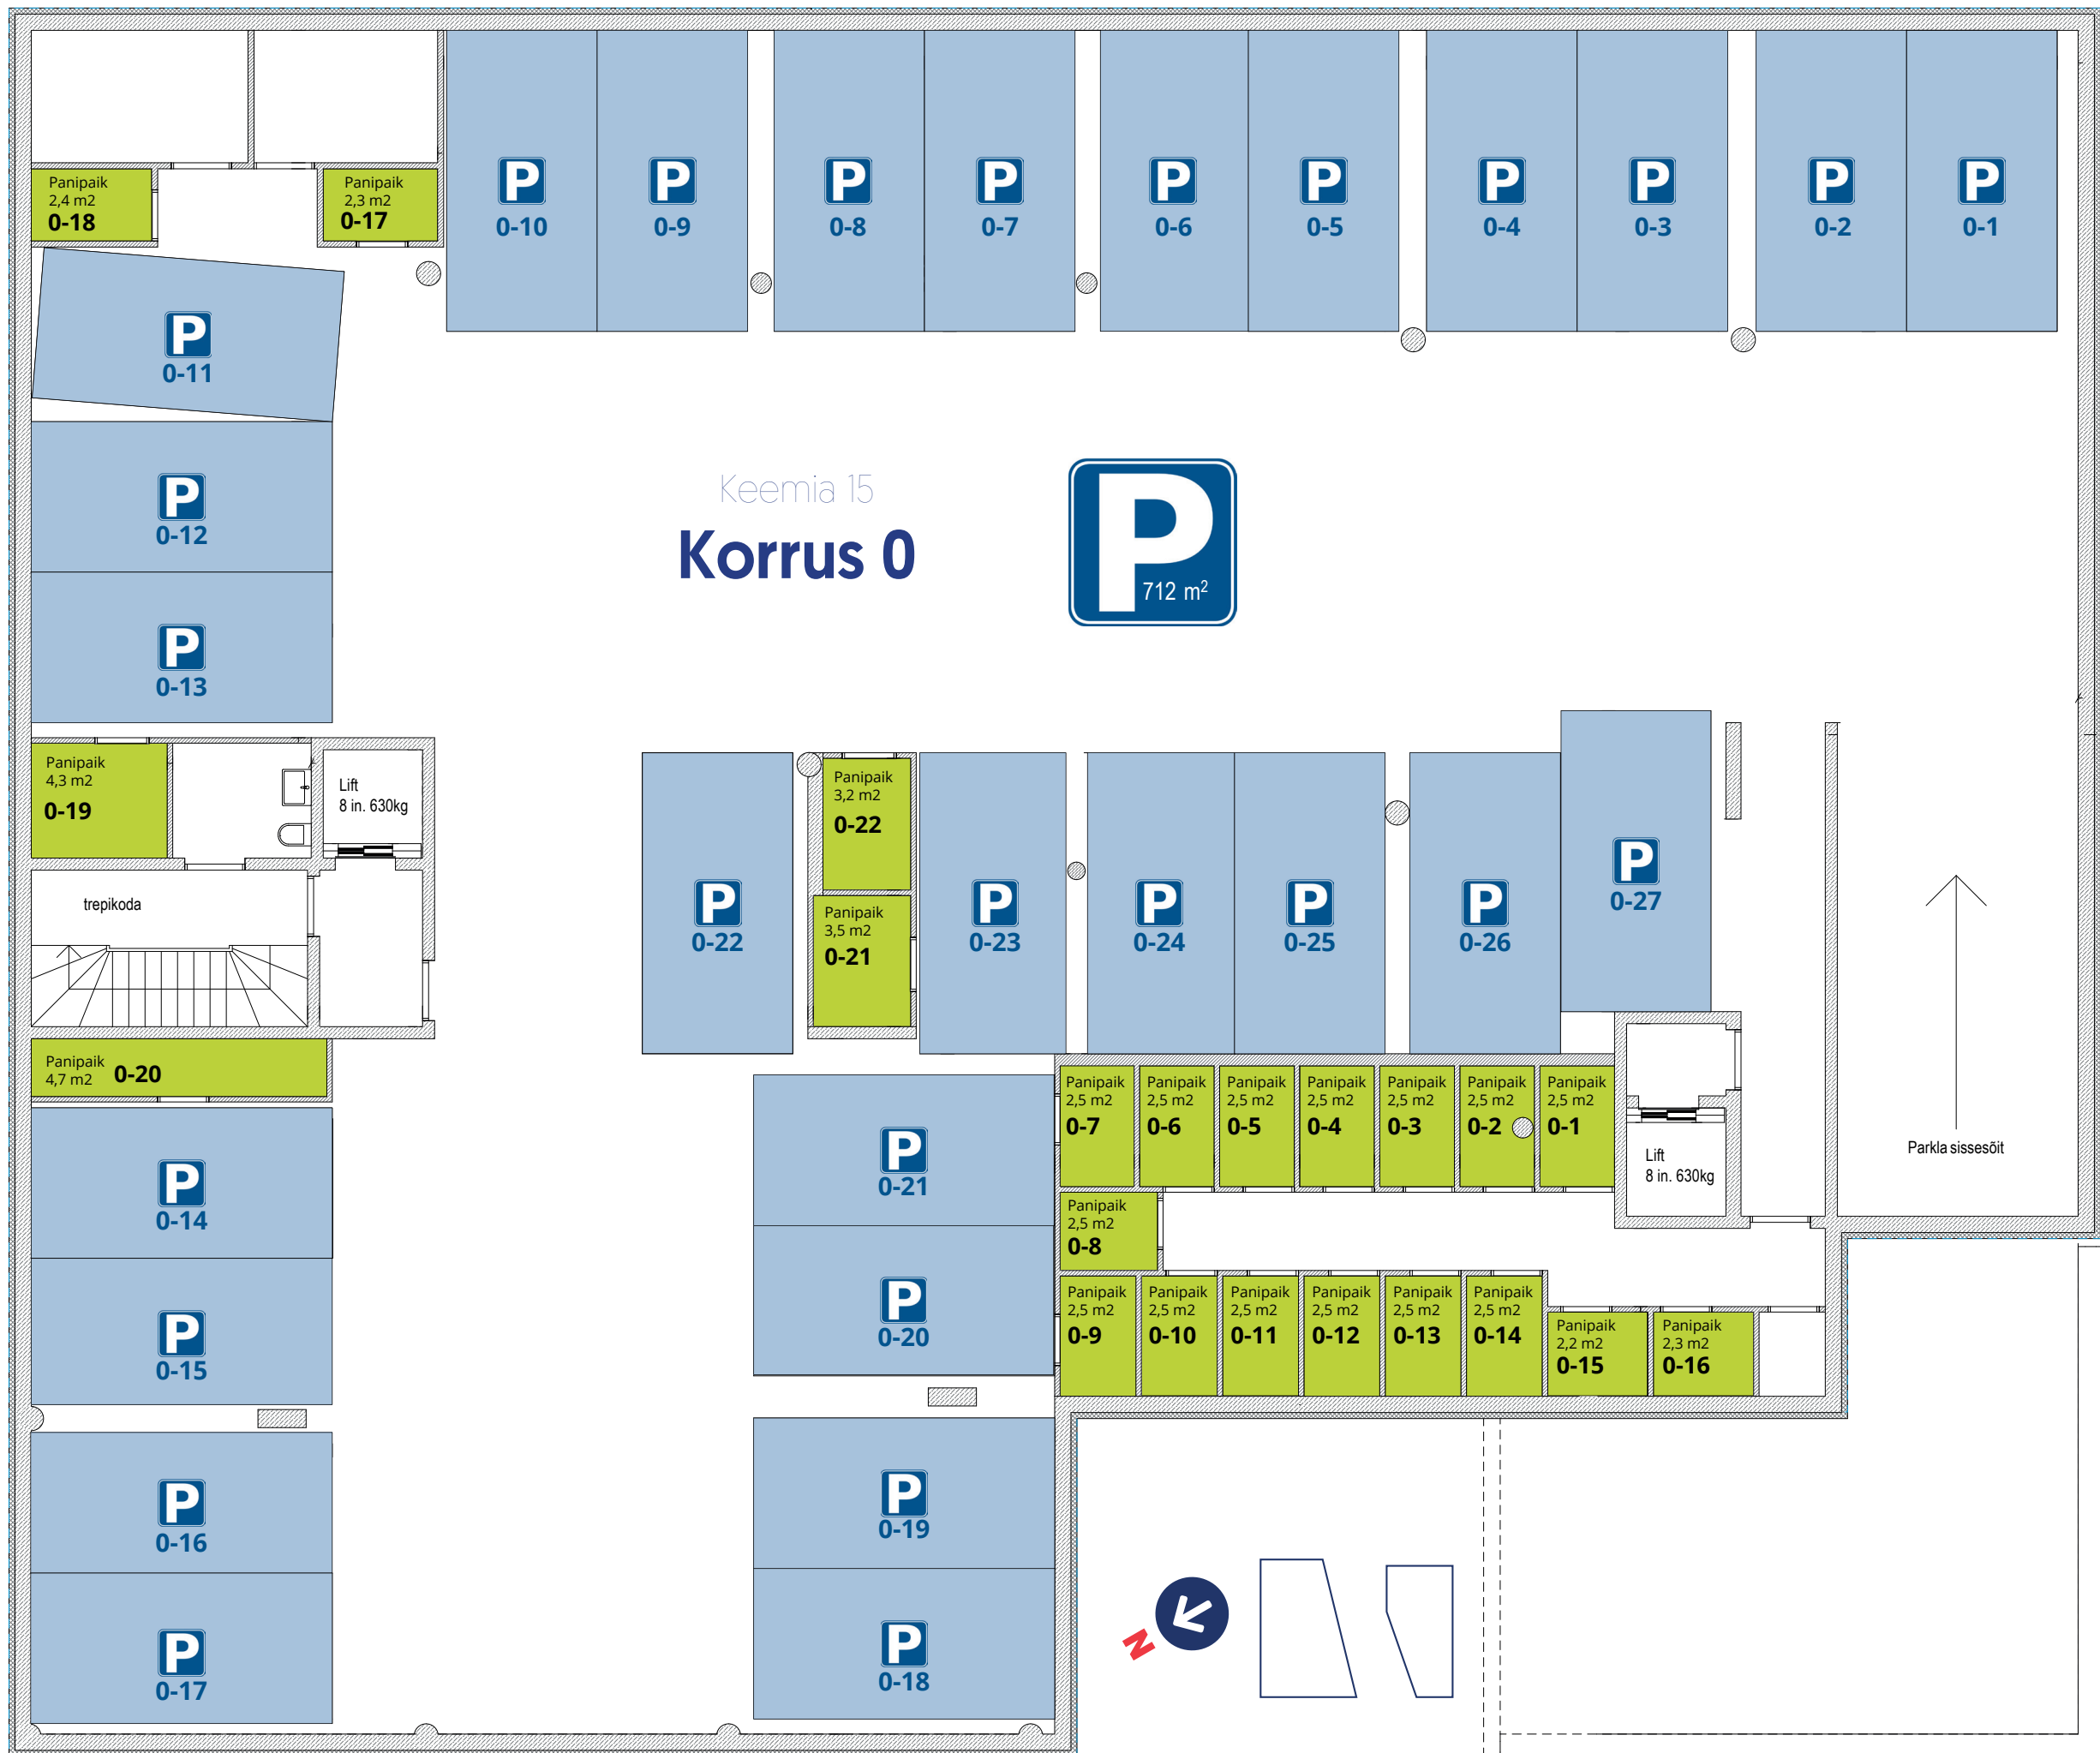 P
0-10
P
0-9
P
0-8
P
0-7
P
0-6
P
0-5
P
0-4
P
0-3
P
0-2
P
0-1
Panipaik
2,4 m2
0-18
Panipaik
2,3 m2
0-17
P
0-11
P
0-12
P
0-13
Keemia 15
Korrus 0
P
712 m²
Panipaik
4,3 m2
0-19
Lift
8 in. 630kg
trepikoda
P
0-22
Panipaik
3,2 m2
0-22
Panipaik
3,5 m2
0-21
P
0-23
P
0-24
P
0-25
P
0-26
P
0-27
Parkla sissesõit
Panipaik
4,7 m2
0-20
P
0-14
P
0-15
P
0-16
P
0-17
P
0-21
P
0-20
P
0-19
P
0-18
Panipaik
2,5 m2
0-7
Panipaik
2,5 m2
0-6
Panipaik
2,5 m2
0-5
Panipaik
2,5 m2
0-4
Panipaik
2,5 m2
0-3
Panipaik
2,5 m2
0-2
Panipaik
2,5 m2
0-1
Lift
8 in. 630kg
Panipaik
2,5 m2
0-8
Panipaik
2,5 m2
0-9
Panipaik
2,5 m2
0-10
Panipaik
2,5 m2
0-11
Panipaik
2,5 m2
0-12
Panipaik
2,5 m2
0-13
Panipaik
2,5 m2
0-14
Panipaik
2,2 m2
0-15
Panipaik
2,3 m2
0-16
N